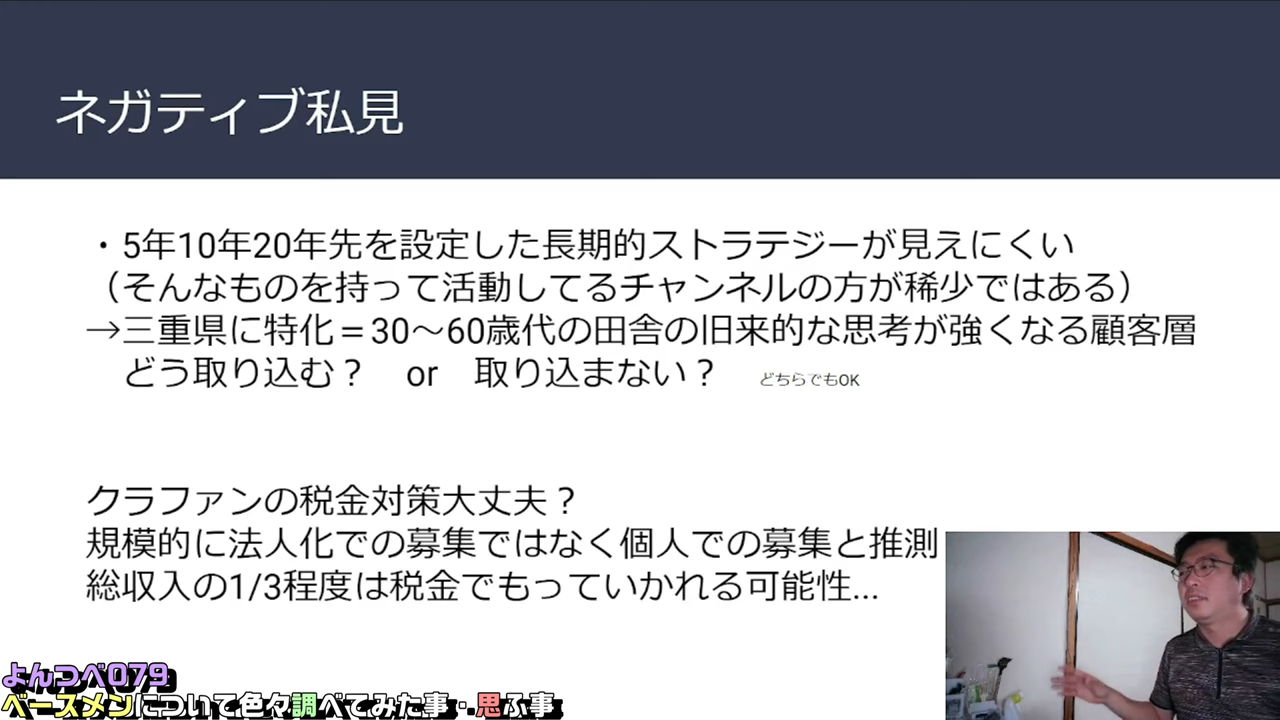 ネガティブ私見
・5年10年20年先を設定した長期的ストラテジーが見えにくい
（そんなものを持って活動してるチャンネルの方が稀少ではある）
→三重県に特化＝30～60歳代の田舎の旧来的な思考が強くなる顧客層
どう取り込む？　or　取り込まない？　どちらでもOK
クラファンの税金対策大丈夫？
規模的に法人化での募集ではなく個人での募集と推測
総収入の1/3程度は税金でもっていかれる可能性...
よんつべ079
ベースメンについて色々調べてみた事・思ふ事